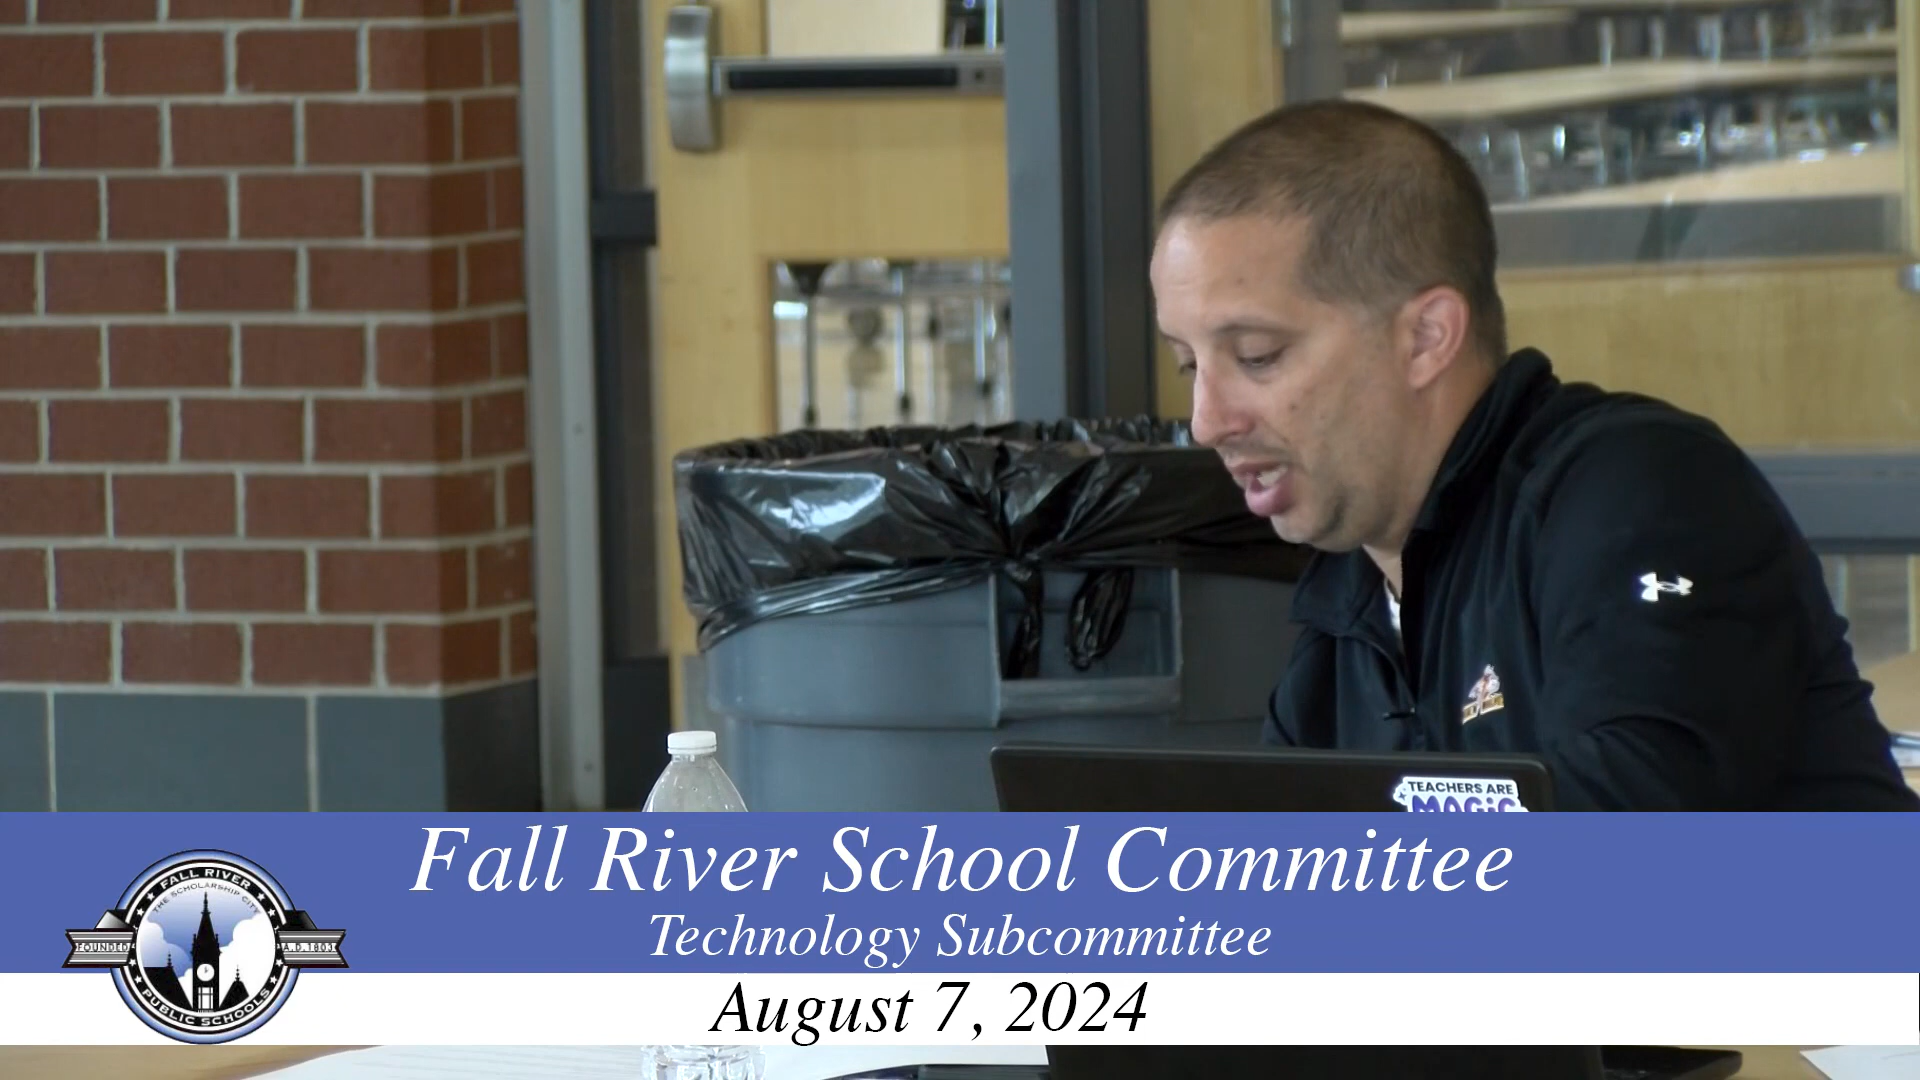 TEACHERS ARE
MAGiC
Fall River School Committee
Technology Subcommittee
August 7, 2024
FALL RIVER
THE SCHOLARSHIP CITY
FOUNDED
A.D. 1803
PUBLIC SCHOOLS